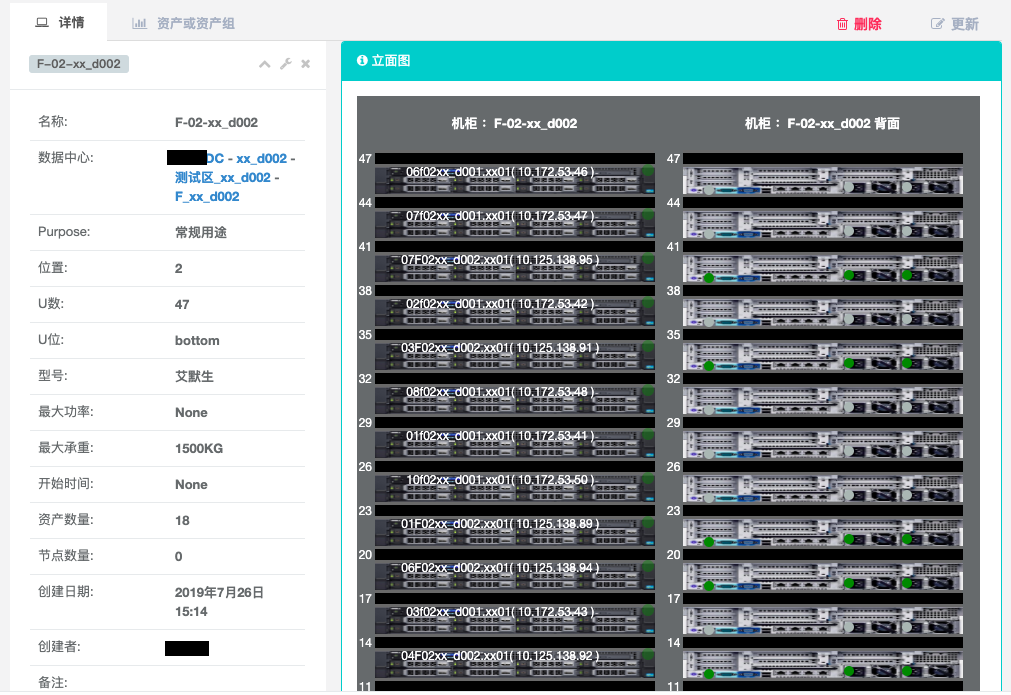 详情
资产或资产组
删除
更新
F-02-xx_d002
名称:
F-02-xx_d002
数据中心:
DC - xx_d002 -
测试区_xx_d002 -
F_xx_d002
Purpose:
常规用途
位置:
2
U数:
47
U位:
bottom
型号:
艾默生
最大功率:
None
最大承重:
1500KG
开始时间:
None
资产数量:
18
节点数量:
0
创建日期:
2019年7月26日
15:14
创建者:
备注:
立面图
机柜： F-02-xx_d002
机柜： F-02-xx_d002 背面
47
06f02xx_d001.xx01( 10.172.53.46 )
47
44
07f02xx_d001.xx01( 10.172.53.47 )
44
41
07F02xx_d002.xx01( 10.125.138.95 )
41
38
02f02xx_d001.xx01( 10.172.53.42 )
38
35
03F02xx_d002.xx01( 10.125.138.91 )
35
32
08f02xx_d001.xx01( 10.172.53.48 )
32
29
01f02xx_d001.xx01( 10.172.53.41 )
29
26
10f02xx_d001.xx01( 10.172.53.50 )
26
23
01F02xx_d002.xx01( 10.125.138.89 )
23
20
06F02xx_d002.xx01( 10.125.138.94 )
20
17
03f02xx_d001.xx01( 10.172.53.43 )
17
14
04F02xx_d002.xx01( 10.125.138.92 )
14
11
11